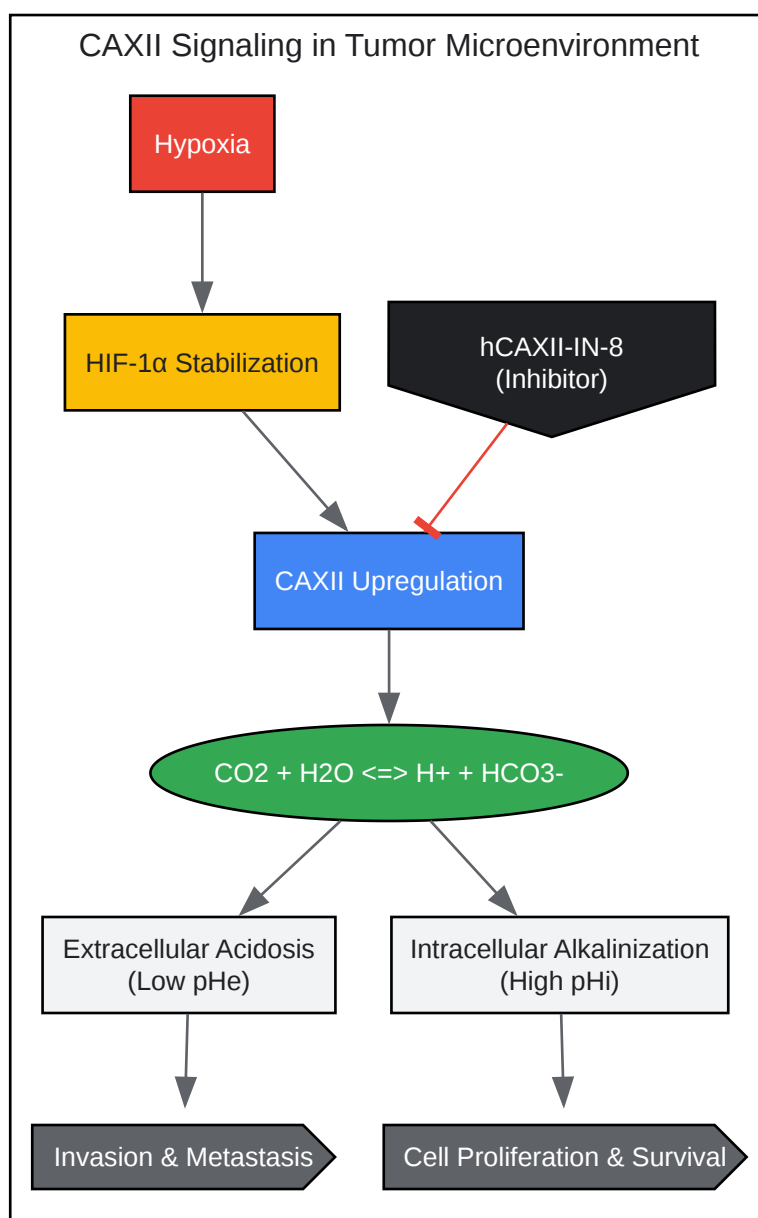 CAXII Signaling in Tumor Microenvironment
Hypoxia
HIF-1α Stabilization
hCAXII-IN-8
(Inhibitor)
CAXII Upregulation
CO2 + H2O <=> H+ + HCO3-
Extracellular Acidosis
(Low pHe)
Intracellular Alkalinization
(High pHi)
Invasion & Metastasis
Cell Proliferation & Survival